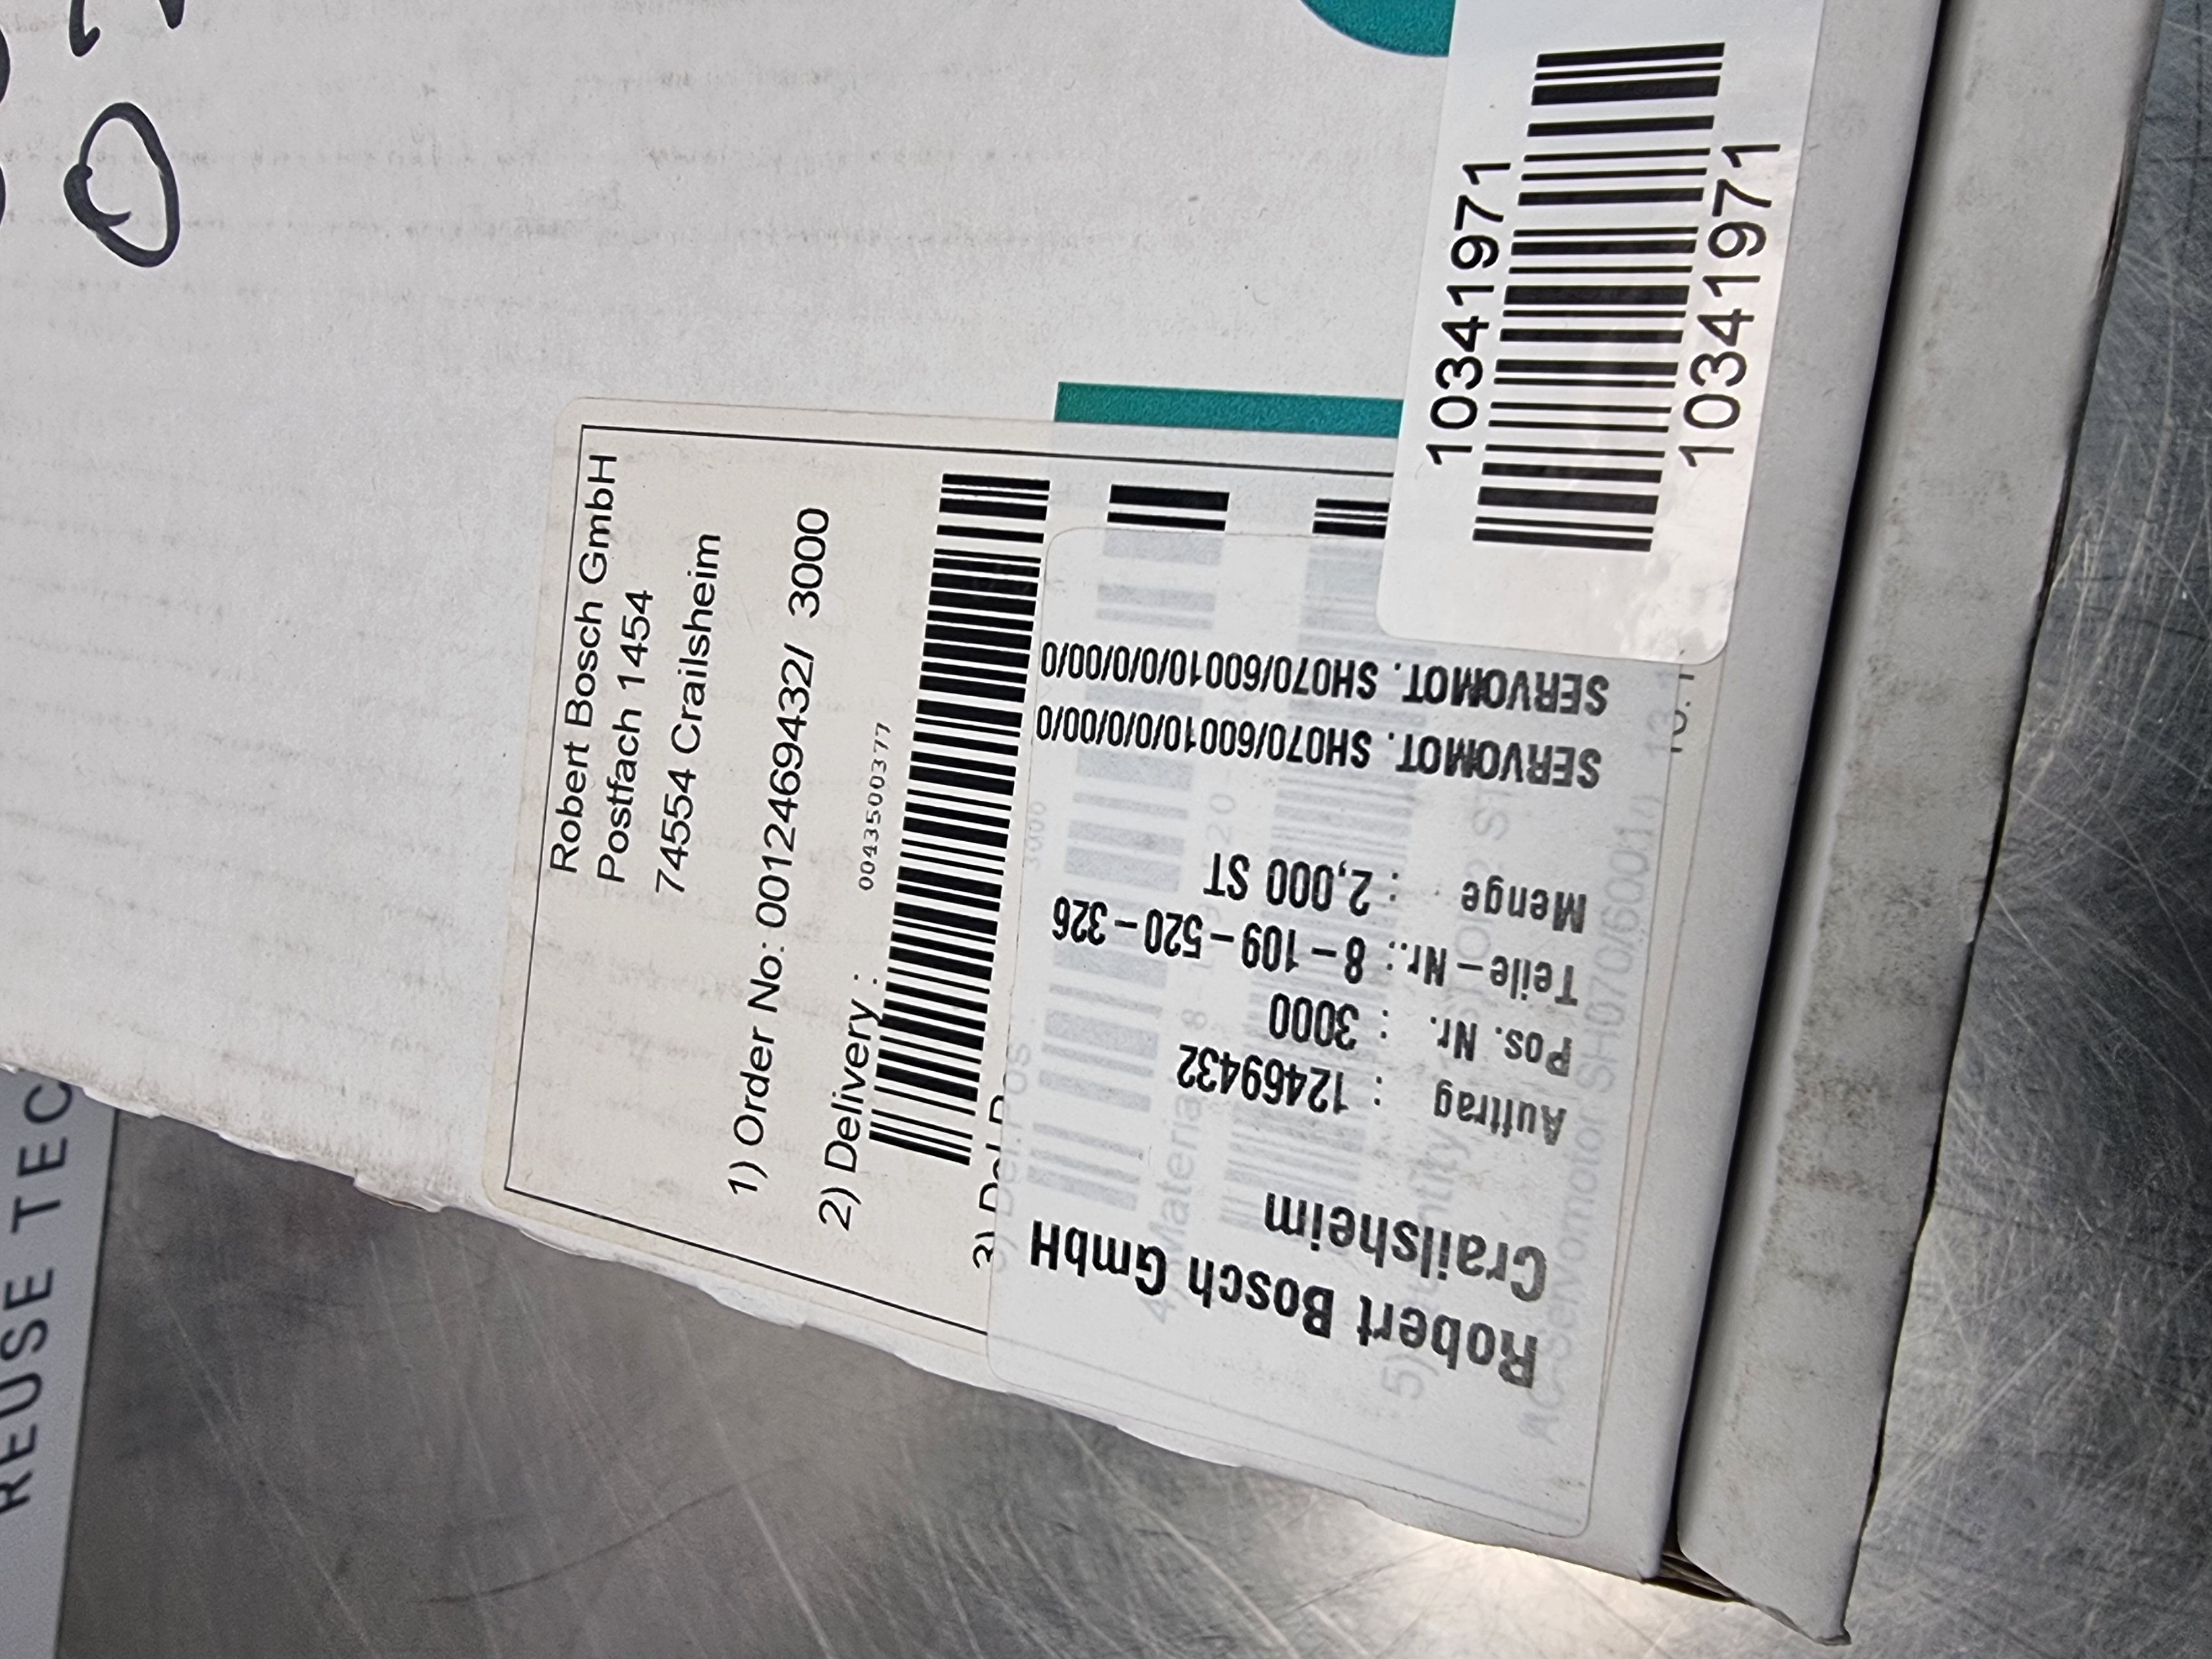 Robert Bosch GmbH
Postfach 1454
74554 Crailsheim
1) Order No: 0012469432/ 3000
2) Delivery :
0043500377
Robert Bosch GmbH
Crailsheim
Auftrag : 12469432
Pos. Nr. : 3000
Teile-Nr.: 8-109-520-326
Menge : 2,000 ST
SERVOMOT. SH070/60010/0/0/00/0
SERVOMOT. SH070/60010/0/0/00/0
10341971
10341971
REUSE TEC